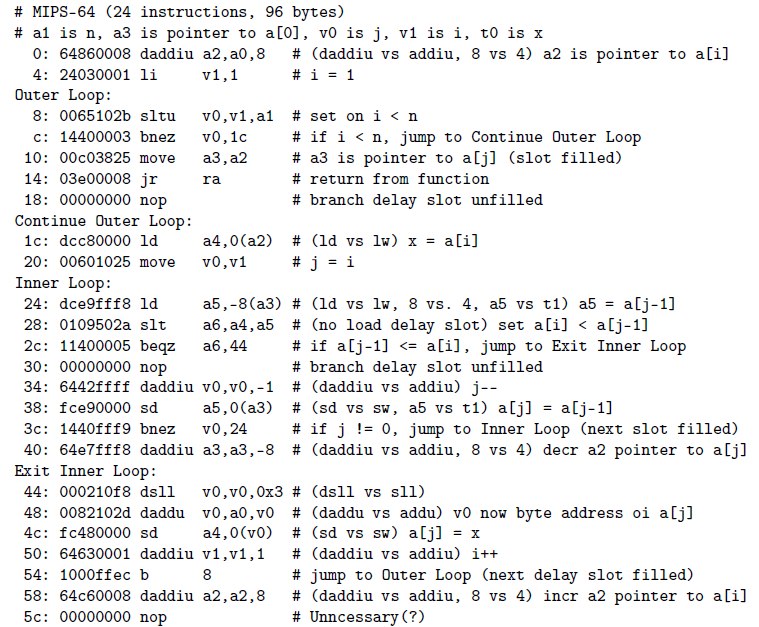 # MIPS-64 (24 instructions, 96 bytes)
# a1 is n, a3 is pointer to a[0], v0 is j, v1 is i, t0 is x
0: 64860008 daddiu a2,a0,8 # (daddiu vs addiu, 8 vs 4) a2 is pointer to a[i]
4: 24030001 li v1,1 # i = 1
Outer Loop:
8: 0065102b sltu v0,v1,a1 # set on i < n
c: 14400003 bnez v0,1c # if i < n, jump to Continue Outer Loop
10: 00c03825 move a3,a2 # a3 is pointer to a[j] (slot filled)
14: 03e00008 jr ra # return from function
18: 00000000 nop # branch delay slot unfilled
Continue Outer Loop:
1c: dcc80000 ld a4,0(a2) # (ld vs lw) x = a[i]
20: 00601025 move v0,v1 # j = i
Inner Loop:
24: dce9fff8 ld a5,-8(a3) # (ld vs lw, 8 vs. 4, a5 vs t1) a5 = a[j-1]
28: 0109502a slt a6,a4,a5 # (no load delay slot) set a[i] < a[j-1]
2c: 11400005 beqz a6,44 # if a[j-1] <= a[i], jump to Exit Inner Loop
30: 00000000 nop # branch delay slot unfilled
34: 6442ffff daddiu v0,v0,-1 # (daddiu vs addiu) j--
38: fce90000 sd a5,0(a3) # (sd vs sw, a5 vs t1) a[j] = a[j-1]
3c: 1440fff9 bnez v0,24 # if j != 0, jump to Inner Loop (next slot filled)
40: 64e7fff8 daddiu a3,a3,-8 # (daddiu vs addiu, 8 vs 4) decr a2 pointer to a[j]
Exit Inner Loop:
44: 000210f8 dsll v0,v0,0x3 # (dsll vs sll)
48: 0082102d daddu v0,a0,v0 # (daddu vs addu) v0 now byte address oi a[j]
4c: fc480000 sd a4,0(v0) # (sd vs sw) a[j] = x
50: 64630001 daddiu v1,v1,1 # (daddiu vs addiu) i++
54: 1000ffec b 8 # jump to Outer Loop (next delay slot filled)
58: 64c60008 daddiu a2,a2,8 # (daddiu vs addiu, 8 vs 4) incr a2 pointer to a[i]
5c: 00000000 nop # Unncessary(?)